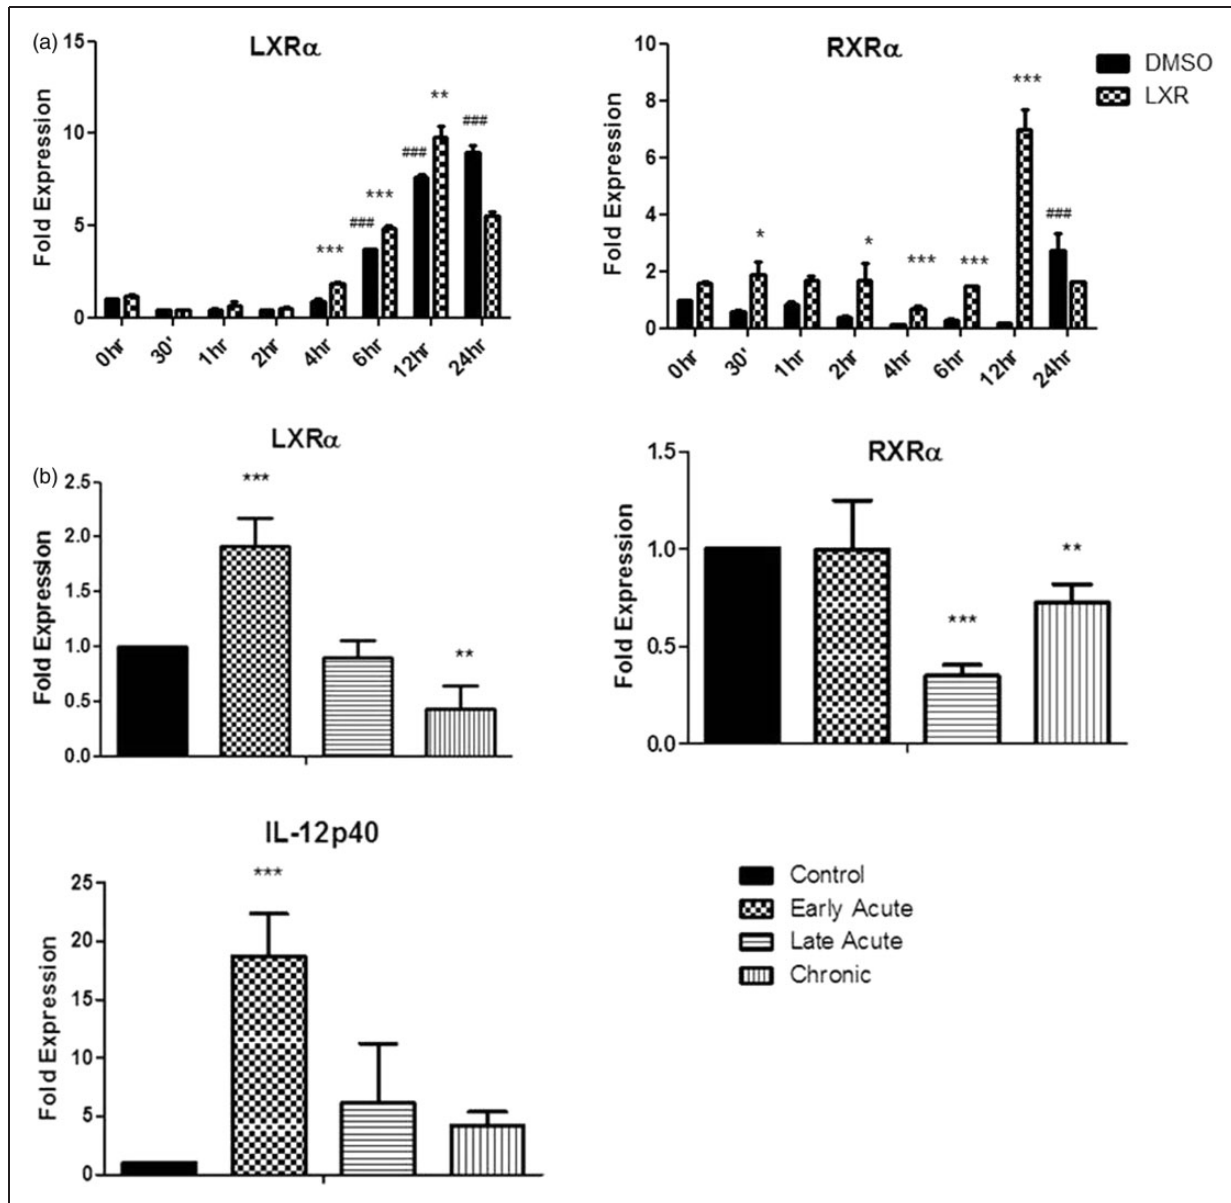 (a)
LXRα
Fold Expression
15
10
5
0
**
###
###
***
###
***
0hr 30' 1hr 2hr 4hr 6hr 12hr 24hr
RXRα
Fold Expression
10
8
6
4
2
0
***
###
*
*
***
***
0hr 30' 1hr 2hr 4hr 6hr 12hr 24hr
DMSO
LXR
(b)
LXRα
Fold Expression
2.5
2.0
1.5
1.0
0.5
0.0
***
**
RXRα
Fold Expression
1.5
1.0
0.5
0.0
***
**
IL-12p40
Fold Expression
25
20
15
10
5
0
***
Control
Early Acute
Late Acute
Chronic